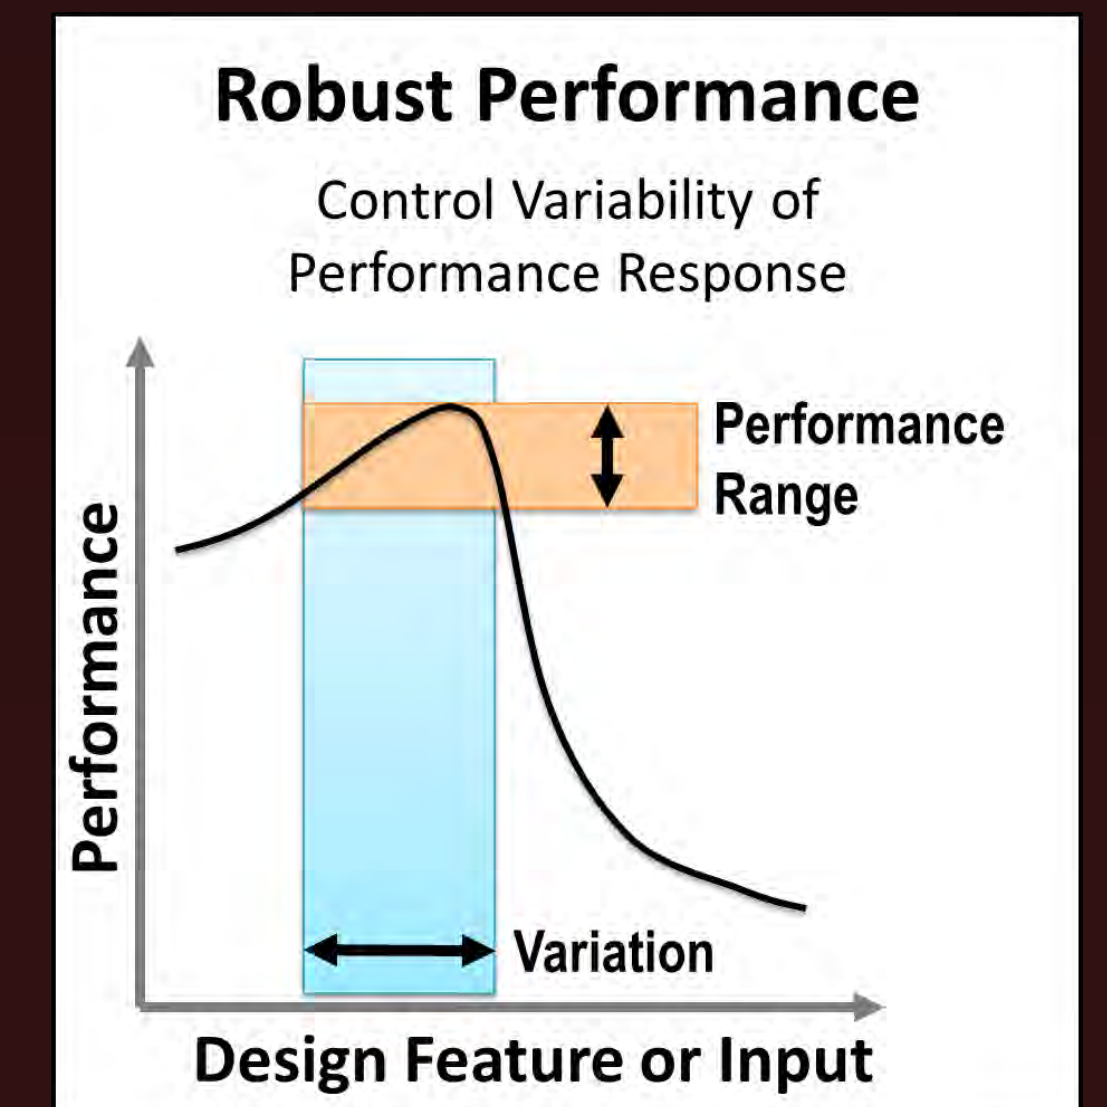 Robust Performance
Control Variability of
Performance Response
Performance
Range
Performance
Variation
Design Feature or Input